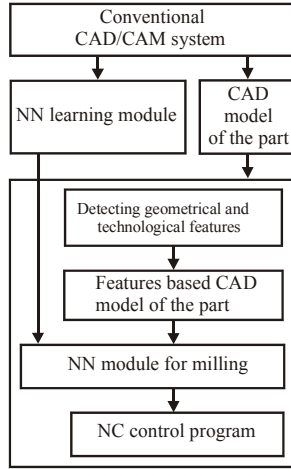 Conventional
CAD/CAM system
NN learning module
CAD
model
of the part
Detecting geometrical and
technological features
Features based CAD
model of the part
NN module for milling
NC control program